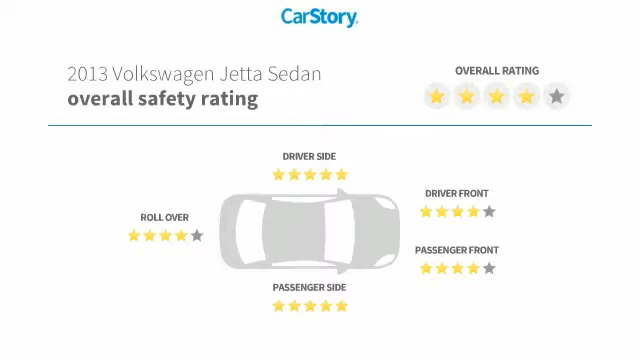 CarStory
2013 Volkswagen Jetta Sedan
overall safety rating
OVERALL RATING
DRIVER SIDE
DRIVER FRONT
ROLL OVER
PASSENGER FRONT
PASSENGER SIDE